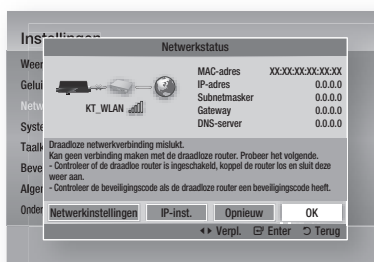 Instellingen
Netwerkstatus
Weer
Gelui
Netw
Syste
Taalk
Beve
Alger
Onder
KT_WLAN
MAC-adres XX:XX:XX:XX:XX:XX
IP-adres 0.0.0.0
Subnetmasker 0.0.0.0
Gateway 0.0.0.0
DNS-server 0.0.0.0
Draadloze netwerkverbinding mislukt.
Kan geen verbinding maken met de draadloze router. Probeer het volgende.
- Controleer of de draadloze router is ingeschakeld, koppel de router los en sluit deze
weer aan.
- Controleer de beveiligingscode als de draadloze router een beveiligingscode heeft.
Netwerkinstellingen IP-inst. Opnieuw OK
Verpl. Enter Terug